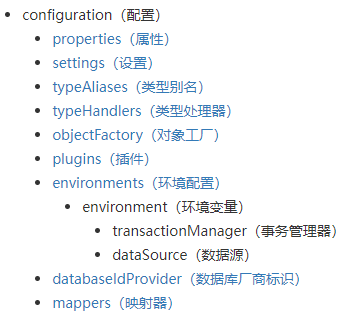 configuration（配置）
properties（属性）
settings（设置）
typeAliases（类型别名）
typeHandlers（类型处理器）
objectFactory（对象工厂）
plugins（插件）
environments（环境配置）
environment（环境变量）
transactionManager（事务管理器）
dataSource（数据源）
databaseIdProvider（数据库厂商标识）
mappers（映射器）